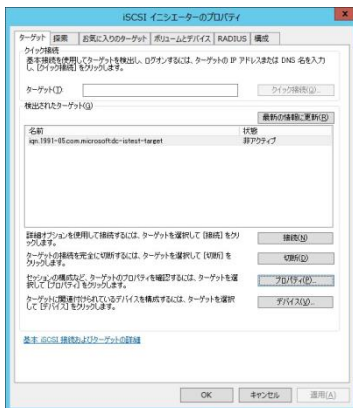 iSCSI イニシエーターのプロパティ
ターゲット 探索 お気に入りのターゲット ボリュームとデバイス RADIUS 構成
クイック接続
基本接続を使用してターゲットを検出し、ログオンするには、ターゲットの IP アドレスまたは DNS 名を入力
し、[クイック接続] をクリックします。
ターゲット(T): クイック接続(Q)...
検出されたターゲット(G)
最新の情報に更新(R)
名前 状態
iqn.1991-05.com.microsoft:dc-istest-target 非アクティブ
詳細オプションを使用して接続するには、ターゲットを選択して [接続] をクリ
ックします。
接続(N)
ターゲットの接続を完全に切断するには、ターゲットを選択して [切断] を
クリックします。
切断(D)
セッションの構成など、ターゲットのプロパティを確認するには、ターゲットを選
択して [プロパティ] をクリックします。
プロパティ(P)...
ターゲットに関連付けられているデバイスを構成するには、ターゲットを選択
して [デバイス] をクリックします。
デバイス(V)...
基本 iSCSI 接続およびターゲットの詳細
OK キャンセル 適用(A)